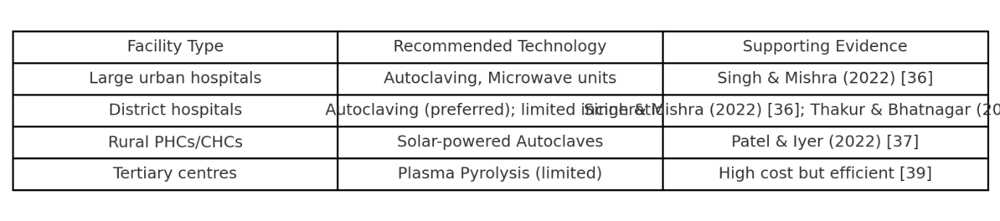 Facility Type Recommended Technology Supporting Evidence
Large urban hospitals Autoclaving, Microwave units Singh & Mishra (2022) [36]
District hospitals Autoclaving (preferred); limited Singh & Mishra (2022) [36]; Thakur & Bhatnagar (20
Rural PHCs/CHCs Solar-powered Autoclaves Patel & Iyer (2022) [37]
Tertiary centres Plasma Pyrolysis (limited) High cost but efficient [39]